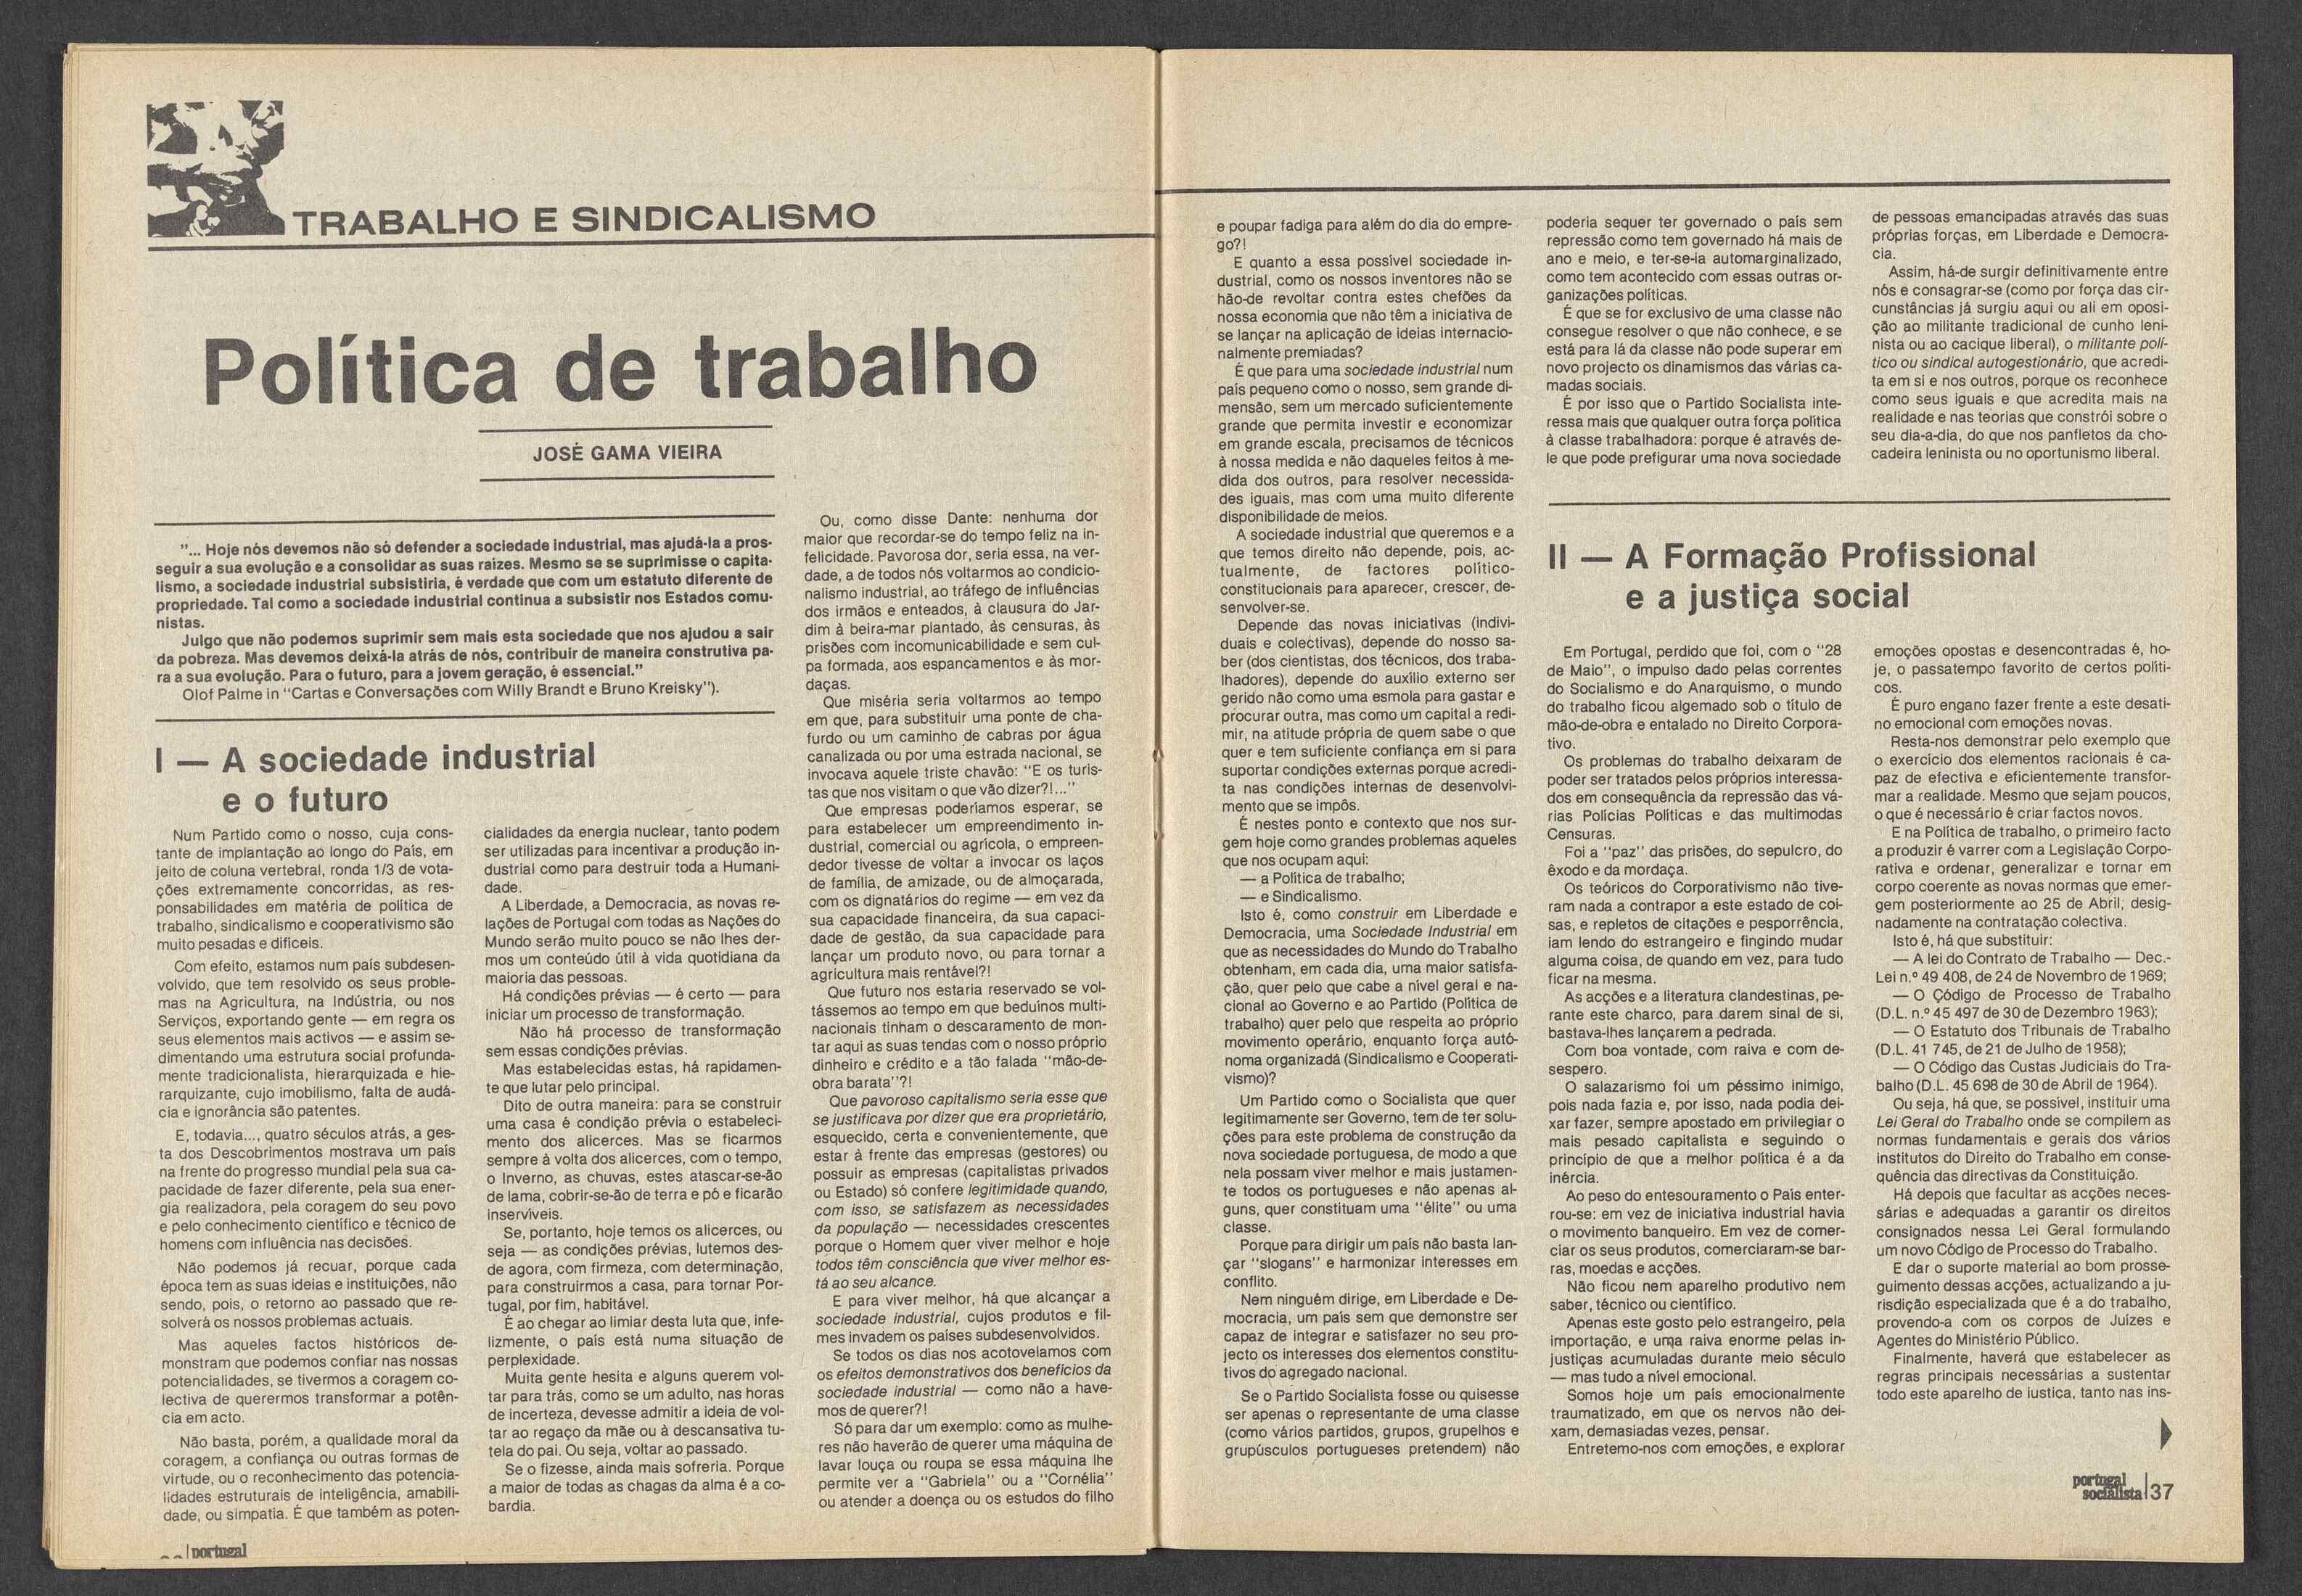 TRABALHO E SINDICALISMO
Política de trabalho
JOSÉ GAMA VIEIRA
"... Hoje nós devemos não só defender a sociedade industrial, mas ajudá-la a pros-
seguir a sua evolução e a consolidar as suas raízes. Mesmo se se suprimisse o capita-
lismo, a sociedade industrial subsistiria, é verdade que com um estatuto diferente de
propriedade. Tal como a sociedade industrial continua a subsistir nos Estados comu-
nistas.
Julgo que não podemos suprimir sem mais esta sociedade que nos ajudou a sair
da pobreza. Mas devemos deixá-la atrás de nós, contribuir de maneira construtiva pa-
ra a sua evolução. Para o futuro, para a jovem geração, é essencial."
Olof Palme in "Cartas e Conversações com Willy Brandt e Bruno Kreisky").
I — A sociedade industrial
e o futuro
Num Partido como o nosso, cuja cons-
tante de implantação ao longo do País, em
jeito de coluna vertebral, ronda 1/3 de vota-
ções extremamente concorridas, as res-
ponsabilidades em matéria de política de
trabalho, sindicalismo e cooperativismo são
muito pesadas e difíceis.
Com efeito, estamos num país subdesen-
volvido, que tem resolvido os seus proble-
mas na Agricultura, na Indústria, ou nos
Serviços, exportando gente — em regra os
seus elementos mais activos — e assim se-
dimentando uma estrutura social profunda-
mente tradicionalista, hierarquizada e hie-
rarquizante, cujo imobilismo, falta de audá-
cia e ignorância são patentes.
E, todavia..., quatro séculos atrás, a ges-
ta dos Descobrimentos mostrava um país
na frente do progresso mundial pela sua ca-
pacidade de fazer diferente, pela sua ener-
gia realizadora, pela coragem do seu povo
e pelo conhecimento científico e técnico de
homens com influência nas decisões.
Não podemos já recuar, porque cada
época tem as suas ideias e instituições, não
sendo, pois, o retorno ao passado que re-
solverá os nossos problemas actuais.
Mas aqueles factos históricos de-
monstram que podemos confiar nas nossas
potencialidades, se tivermos a coragem co-
lectiva de querermos transformar a potên-
cia em acto.
Não basta, porém, a qualidade moral da
coragem, a confiança ou outras formas de
virtude, ou o reconhecimento das potencia-
lidades estruturais de inteligência, amabili-
dade, ou simpatia. É que também as poten-
cialidades da energia nuclear, tanto podem
ser utilizadas para incentivar a produção in-
dustrial como para destruir toda a Humani-
dade.
A Liberdade, a Democracia, as novas re-
lações de Portugal com todas as Nações do
Mundo serão muito pouco se não lhes der-
mos um conteúdo útil à vida quotidiana da
maioria das pessoas.
Há condições prévias — é certo — para
iniciar um processo de transformação.
Não há processo de transformação
sem essas condições prévias.
Mas estabelecidas estas, há rapidamen-
te que lutar pelo principal.
Dito de outra maneira: para se construir
uma casa é condição prévia o estabeleci-
mento dos alicerces. Mas se ficarmos
sempre à volta dos alicerces, com o tempo,
o Inverno, as chuvas, estes atascar-se-ão
de lama, cobrir-se-ão de terra e pó e ficarão
inservíveis.
Se, portanto, hoje temos os alicerces, ou
seja — as condições prévias, lutemos des-
de agora, com firmeza, com determinação,
para construirmos a casa, para tornar Por-
tugal, por fim, habitável.
É ao chegar ao limiar desta luta que, infe-
lizmente, o país está numa situação de
perplexidade.
Muita gente hesita e alguns querem vol-
tar para trás, como se um adulto, nas horas
de incerteza, devesse admitir a ideia de vol-
tar ao regaço da mãe ou à descansativa tu-
tela do pai. Ou seja, voltar ao passado.
Se o fizesse, ainda mais sofreria. Porque
a maior de todas as chagas da alma é a co-
bardia.
Ou, como disse Dante: nenhuma dor
maior que recordar-se do tempo feliz na in-
felicidade. Pavorosa dor, seria essa, na ver-
dade, a de todos nós voltarmos ao condicio-
nalismo industrial, ao tráfego de influências
dos irmãos e enteados, à clausura do Jar-
dim à beira-mar plantado, às censuras, às
prisões com incomunicabilidade e sem cul-
pa formada, aos espancamentos e às mor-
daças.
Que miséria seria voltarmos ao tempo
em que, para substituir uma ponte de cha-
furdo ou um caminho de cabras por água
canalizada ou por uma estrada nacional, se
invocava aquele triste chavão: "E os turis-
tas que nos visitam o que vão dizer?!..."
Que empresas poderíamos esperar, se
para estabelecer um empreendimento in-
dustrial, comercial ou agrícola, o empreen-
dedor tivesse de voltar a invocar os laços
de família, de amizade, ou de almoçarada,
com os dignatários do regime — em vez da
sua capacidade financeira, da sua capaci-
dade de gestão, da sua capacidade para
lançar um produto novo, ou para tornar a
agricultura mais rentável?!
Que futuro nos estaria reservado se vol-
tássemos ao tempo em que beduínos multi-
nacionais tinham o descaramento de mon-
tar aqui as suas tendas com o nosso próprio
dinheiro e crédito e a tão falada "mão-de-
obra barata"?!
Que pavoroso capitalismo seria esse que
se justificava por dizer que era proprietário,
esquecido, certa e convenientemente, que
estar à frente das empresas (gestores) ou
possuir as empresas (capitalistas privados
ou Estado) só confere legitimidade quando,
com isso, se satisfazem as necessidades
da população — necessidades crescentes
porque o Homem quer viver melhor e hoje
todos têm consciência que viver melhor es-
tá ao seu alcance.
E para viver melhor, há que alcançar a
sociedade industrial, cujos produtos e fil-
mes invadem os países subdesenvolvidos.
Se todos os dias nos acotovelamos com
os efeitos demonstrativos dos benefícios da
sociedade industrial — como não a have-
mos de querer?!
Só para dar um exemplo: como as mulhe-
res não haverão de querer uma máquina de
lavar louça ou roupa se essa máquina lhe
permite ver a "Gabriela" ou a "Cornélia"
ou atender a doença ou os estudos do filho
portugal
e poupar fadiga para além do dia do empre-
go?!
E quanto a essa possível sociedade in-
dustrial, como os nossos inventores não se
hão-de revoltar contra estes chefões da
nossa economia que não têm a iniciativa de
se lançar na aplicação de ideias internacio-
nalmente premiadas?
É que para uma sociedade industrial num
país pequeno como o nosso, sem grande di-
mensão, sem um mercado suficientemente
grande que permita investir e economizar
em grande escala, precisamos de técnicos
à nossa medida e não daqueles feitos à me-
dida dos outros, para resolver necessida-
des iguais, mas com uma muito diferente
disponibilidade de meios.
A sociedade industrial que queremos e a
que temos direito não depende, pois, ac-
tualmente, de factores político-
constitucionais para aparecer, crescer, de-
senvolver-se.
Depende das novas iniciativas (indivi-
duais e colectivas), depende do nosso sa-
ber (dos cientistas, dos técnicos, dos traba-
lhadores), depende do auxílio externo ser
gerido não como uma esmola para gastar e
procurar outra, mas como um capital a redi-
mir, na atitude própria de quem sabe o que
quer e tem suficiente confiança em si para
suportar condições externas porque acredi-
ta nas condições internas de desenvolvi-
mento que se impôs.
É nestes ponto e contexto que nos sur-
gem hoje como grandes problemas aqueles
que nos ocupam aqui:
— a Política de trabalho;
— e Sindicalismo.
Isto é, como construir em Liberdade e
Democracia, uma Sociedade Industrial em
que as necessidades do Mundo do Trabalho
obtenham, em cada dia, uma maior satisfa-
ção, quer pelo que cabe a nível geral e na-
cional ao Governo e ao Partido (Política de
trabalho) quer pelo que respeita ao próprio
movimento operário, enquanto força autó-
noma organizadá (Sindicalismo e Cooperati-
vismo)?
Um Partido como o Socialista que quer
legitimamente ser Governo, tem de ter solu-
ções para este problema de construção da
nova sociedade portuguesa, de modo a que
nela possam viver melhor e mais justamen-
te todos os portugueses e não apenas al-
guns, quer constituam uma "élite" ou uma
classe.
Porque para dirigir um país não basta lan-
çar "slogans" e harmonizar interesses em
conflito.
Nem ninguém dirige, em Liberdade e De-
mocracia, um país sem que demonstre ser
capaz de integrar e satisfazer no seu pro-
jecto os interesses dos elementos constitu-
tivos do agregado nacional.
Se o Partido Socialista fosse ou quisesse
ser apenas o representante de uma classe
(como vários partidos, grupos, grupelhos e
grupúsculos portugueses pretendem) não
poderia sequer ter governado o país sem
repressão como tem governado há mais de
ano e meio, e ter-se-ia automarginalizado,
como tem acontecido com essas outras or-
ganizações políticas.
É que se for exclusivo de uma classe não
consegue resolver o que não conhece, e se
está para lá da classe não pode superar em
novo projecto os dinamismos das várias ca-
madas sociais.
É por isso que o Partido Socialista inte-
ressa mais que qualquer outra força política
à classe trabalhadora: porque é através de-
le que pode prefigurar uma nova sociedade
de pessoas emancipadas através das suas
próprias forças, em Liberdade e Democra-
cia.
Assim, há-de surgir definitivamente entre
nós e consagrar-se (como por força das cir-
cunstâncias já surgiu aqui ou ali em oposi-
ção ao militante tradicional de cunho leni-
nista ou ao cacique liberal), o militante polí-
tico ou sindical autogestionário, que acredi-
ta em si e nos outros, porque os reconhece
como seus iguais e que acredita mais na
realidade e nas teorias que constrói sobre o
seu dia-a-dia, do que nos panfletos da cho-
cadeira leninista ou no oportunismo liberal.
II — A Formação Profissional
e a justiça social
Em Portugal, perdido que foi, com o "28
de Maio", o impulso dado pelas correntes
do Socialismo e do Anarquismo, o mundo
do trabalho ficou algemado sob o título de
mão-de-obra e entalado no Direito Corpora-
tivo.
Os problemas do trabalho deixaram de
poder ser tratados pelos próprios interessa-
dos em consequência da repressão das vá-
rias Polícias Políticas e das multimodas
Censuras.
Foi a "paz" das prisões, do sepulcro, do
êxodo e da mordaça.
Os teóricos do Corporativismo não tive-
ram nada a contrapor a este estado de coi-
sas, e repletos de citações e pesporrência,
iam lendo do estrangeiro e fingindo mudar
alguma coisa, de quando em vez, para tudo
ficar na mesma.
As acções e a literatura clandestinas, pe-
rante este charco, para darem sinal de si,
bastava-lhes lançarem a pedrada.
Com boa vontade, com raiva e com de-
sespero.
O salazarismo foi um péssimo inimigo,
pois nada fazia e, por isso, nada podia dei-
xar fazer, sempre apostado em privilegiar o
mais pesado capitalista e seguindo o
princípio de que a melhor política é a da
inércia.
Ao peso do entesouramento o País enter-
rou-se: em vez de iniciativa industrial havia
o movimento banqueiro. Em vez de comer-
ciar os seus produtos, comerciaram-se bar-
ras, moedas e acções.
Não ficou nem aparelho produtivo nem
saber, técnico ou científico.
Apenas este gosto pelo estrangeiro, pela
importação, e uma raiva enorme pelas in-
justiças acumuladas durante meio século
— mas tudo a nível emocional.
Somos hoje um país emocionalmente
traumatizado, em que os nervos não dei-
xam, demasiadas vezes, pensar.
Entretemo-nos com emoções, e explorar
emoções opostas e desencontradas é, ho-
je, o passatempo favorito de certos políti-
cos.
É puro engano fazer frente a este desati-
no emocional com emoções novas.
Resta-nos demonstrar pelo exemplo que
o exercício dos elementos racionais é ca-
paz de efectiva e eficientemente transfor-
mar a realidade. Mesmo que sejam poucos,
o que é necessário é criar factos novos.
E na Política de trabalho, o primeiro facto
a produzir é varrer com a Legislação Corpo-
rativa e ordenar, generalizar e tornar em
corpo coerente as novas normas que emer-
gem posteriormente ao 25 de Abril, desig-
nadamente na contratação colectiva.
Isto é, há que substituir:
— A lei do Contrato de Trabalho — Dec.-
Lei n.º 49 408, de 24 de Novembro de 1969;
— O Código de Processo de Trabalho
(D.L. n.º 45 497 de 30 de Dezembro 1963);
— O Estatuto dos Tribunais de Trabalho
(D.L. 41 745, de 21 de Julho de 1958);
— O Código das Custas Judiciais do Tra-
balho (D.L. 45 698 de 30 de Abril de 1964).
Ou seja, há que, se possível, instituir uma
Lei Geral do Trabalho onde se compilem as
normas fundamentais e gerais dos vários
institutos do Direito do Trabalho em conse-
quência das directivas da Constituição.
Há depois que facultar as acções neces-
sárias e adequadas a garantir os direitos
consignados nessa Lei Geral formulando
um novo Código de Processo do Trabalho.
E dar o suporte material ao bom prosse-
guimento dessas acções, actualizando a ju-
risdição especializada que é a do trabalho,
provendo-a com os corpos de Juízes e
Agentes do Ministério Público.
Finalmente, haverá que estabelecer as
regras principais necessárias a sustentar
todo este aparelho de justiça, tanto nas ins-
portugal
socialista 37